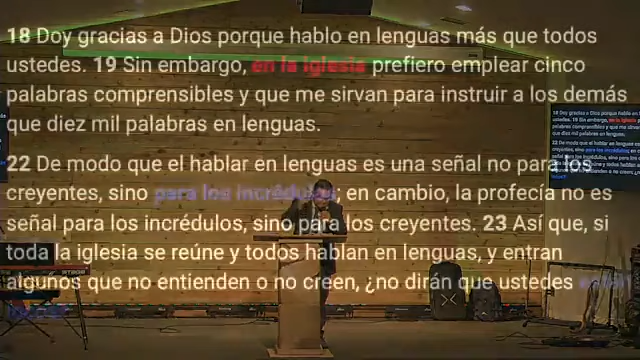 18 Doy gracias a Dios porque hablo en lenguas más que todos
ustedes. 19 Sin embargo, en la iglesia prefiero emplear cinco
palabras comprensibles y que me sirvan para instruir a los demás
que diez mil palabras en lenguas.
22 De modo que el hablar en lenguas es una señal no para los
creyentes, sino para los incrédulos; en cambio, la profecía no es
señal para los incrédulos, sino para los creyentes. 23 Así que, si
toda la iglesia se reúne y todos hablan en lenguas, y entran
algunos que no entienden o no creen, ¿no dirán que ustedes